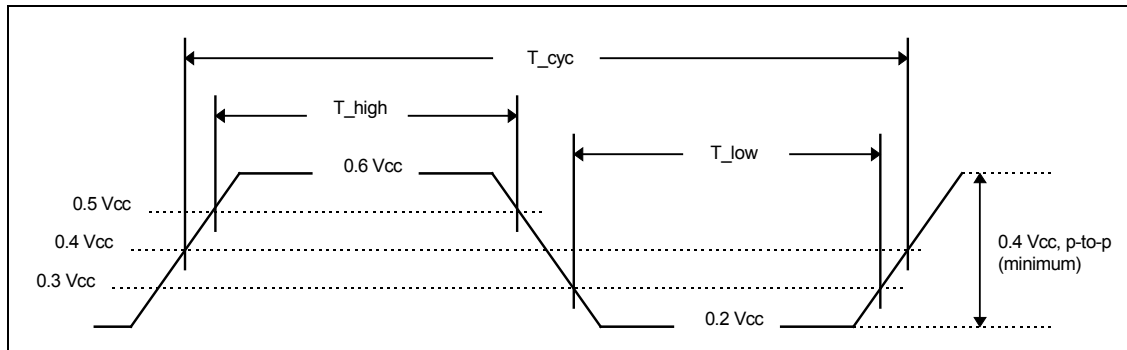 T_cyc
T_high
T_low
0.6 Vcc
0.5 Vcc
0.4 Vcc
0.4 Vcc, p-to-p
(minimum)
0.3 Vcc
0.2 Vcc